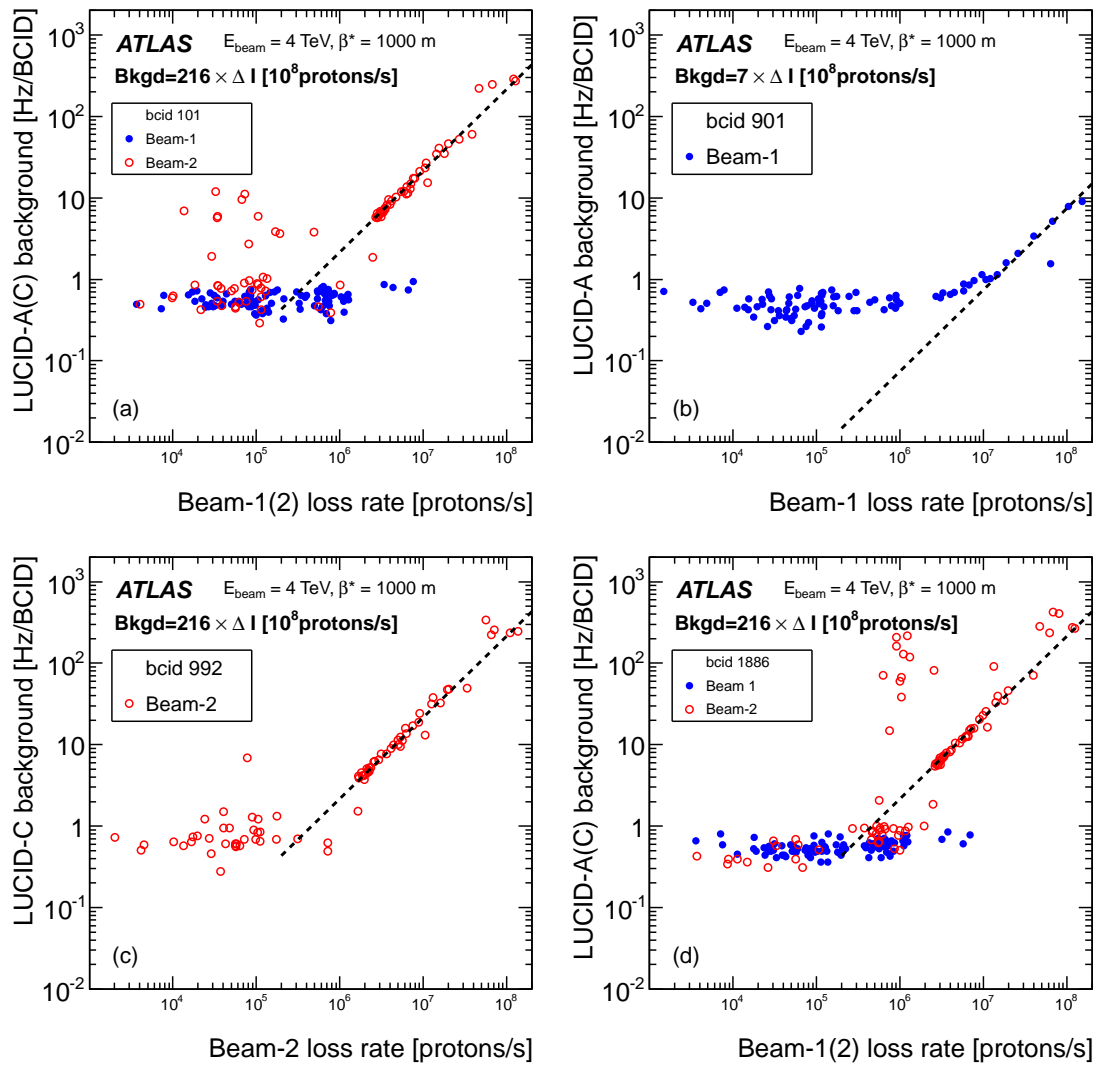 ATLAS E_beam = 4 TeV, β* = 1000 m
Bkgd=216 × Δ I [10^8protons/s]
bcid 101
Beam-1
Beam-2
LUCID-A(C) background [Hz/BCID]
10^3
10^2
10
1
10^-1
10^-2
(a)
10^4 10^5 10^6 10^7 10^8
Beam-1(2) loss rate [protons/s]
ATLAS E_beam = 4 TeV, β* = 1000 m
Bkgd=7 × Δ I [10^8protons/s]
bcid 901
Beam-1
LUCID-A background [Hz/BCID]
10^3
10^2
10
1
10^-1
10^-2
(b)
10^4 10^5 10^6 10^7 10^8
Beam-1 loss rate [protons/s]
ATLAS E_beam = 4 TeV, β* = 1000 m
Bkgd=216 × Δ I [10^8protons/s]
bcid 992
Beam-2
LUCID-C background [Hz/BCID]
10^3
10^2
10
1
10^-1
10^-2
(c)
10^4 10^5 10^6 10^7 10^8
Beam-2 loss rate [protons/s]
ATLAS E_beam = 4 TeV, β* = 1000 m
Bkgd=216 × Δ I [10^8protons/s]
bcid 1886
Beam 1
Beam-2
LUCID-A(C) background [Hz/BCID]
10^3
10^2
10
1
10^-1
10^-2
(d)
10^4 10^5 10^6 10^7 10^8
Beam-1(2) loss rate [protons/s]